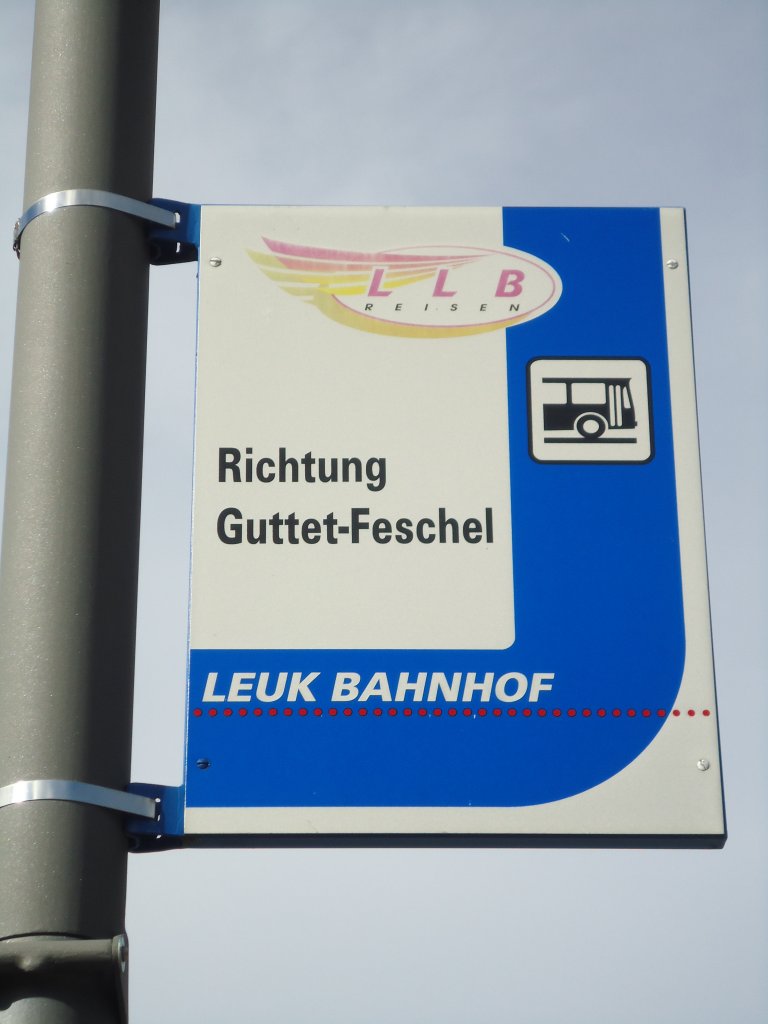 LLB
REISEN
Richtung
Guttet-Feschel
LEUK BAHNHOF